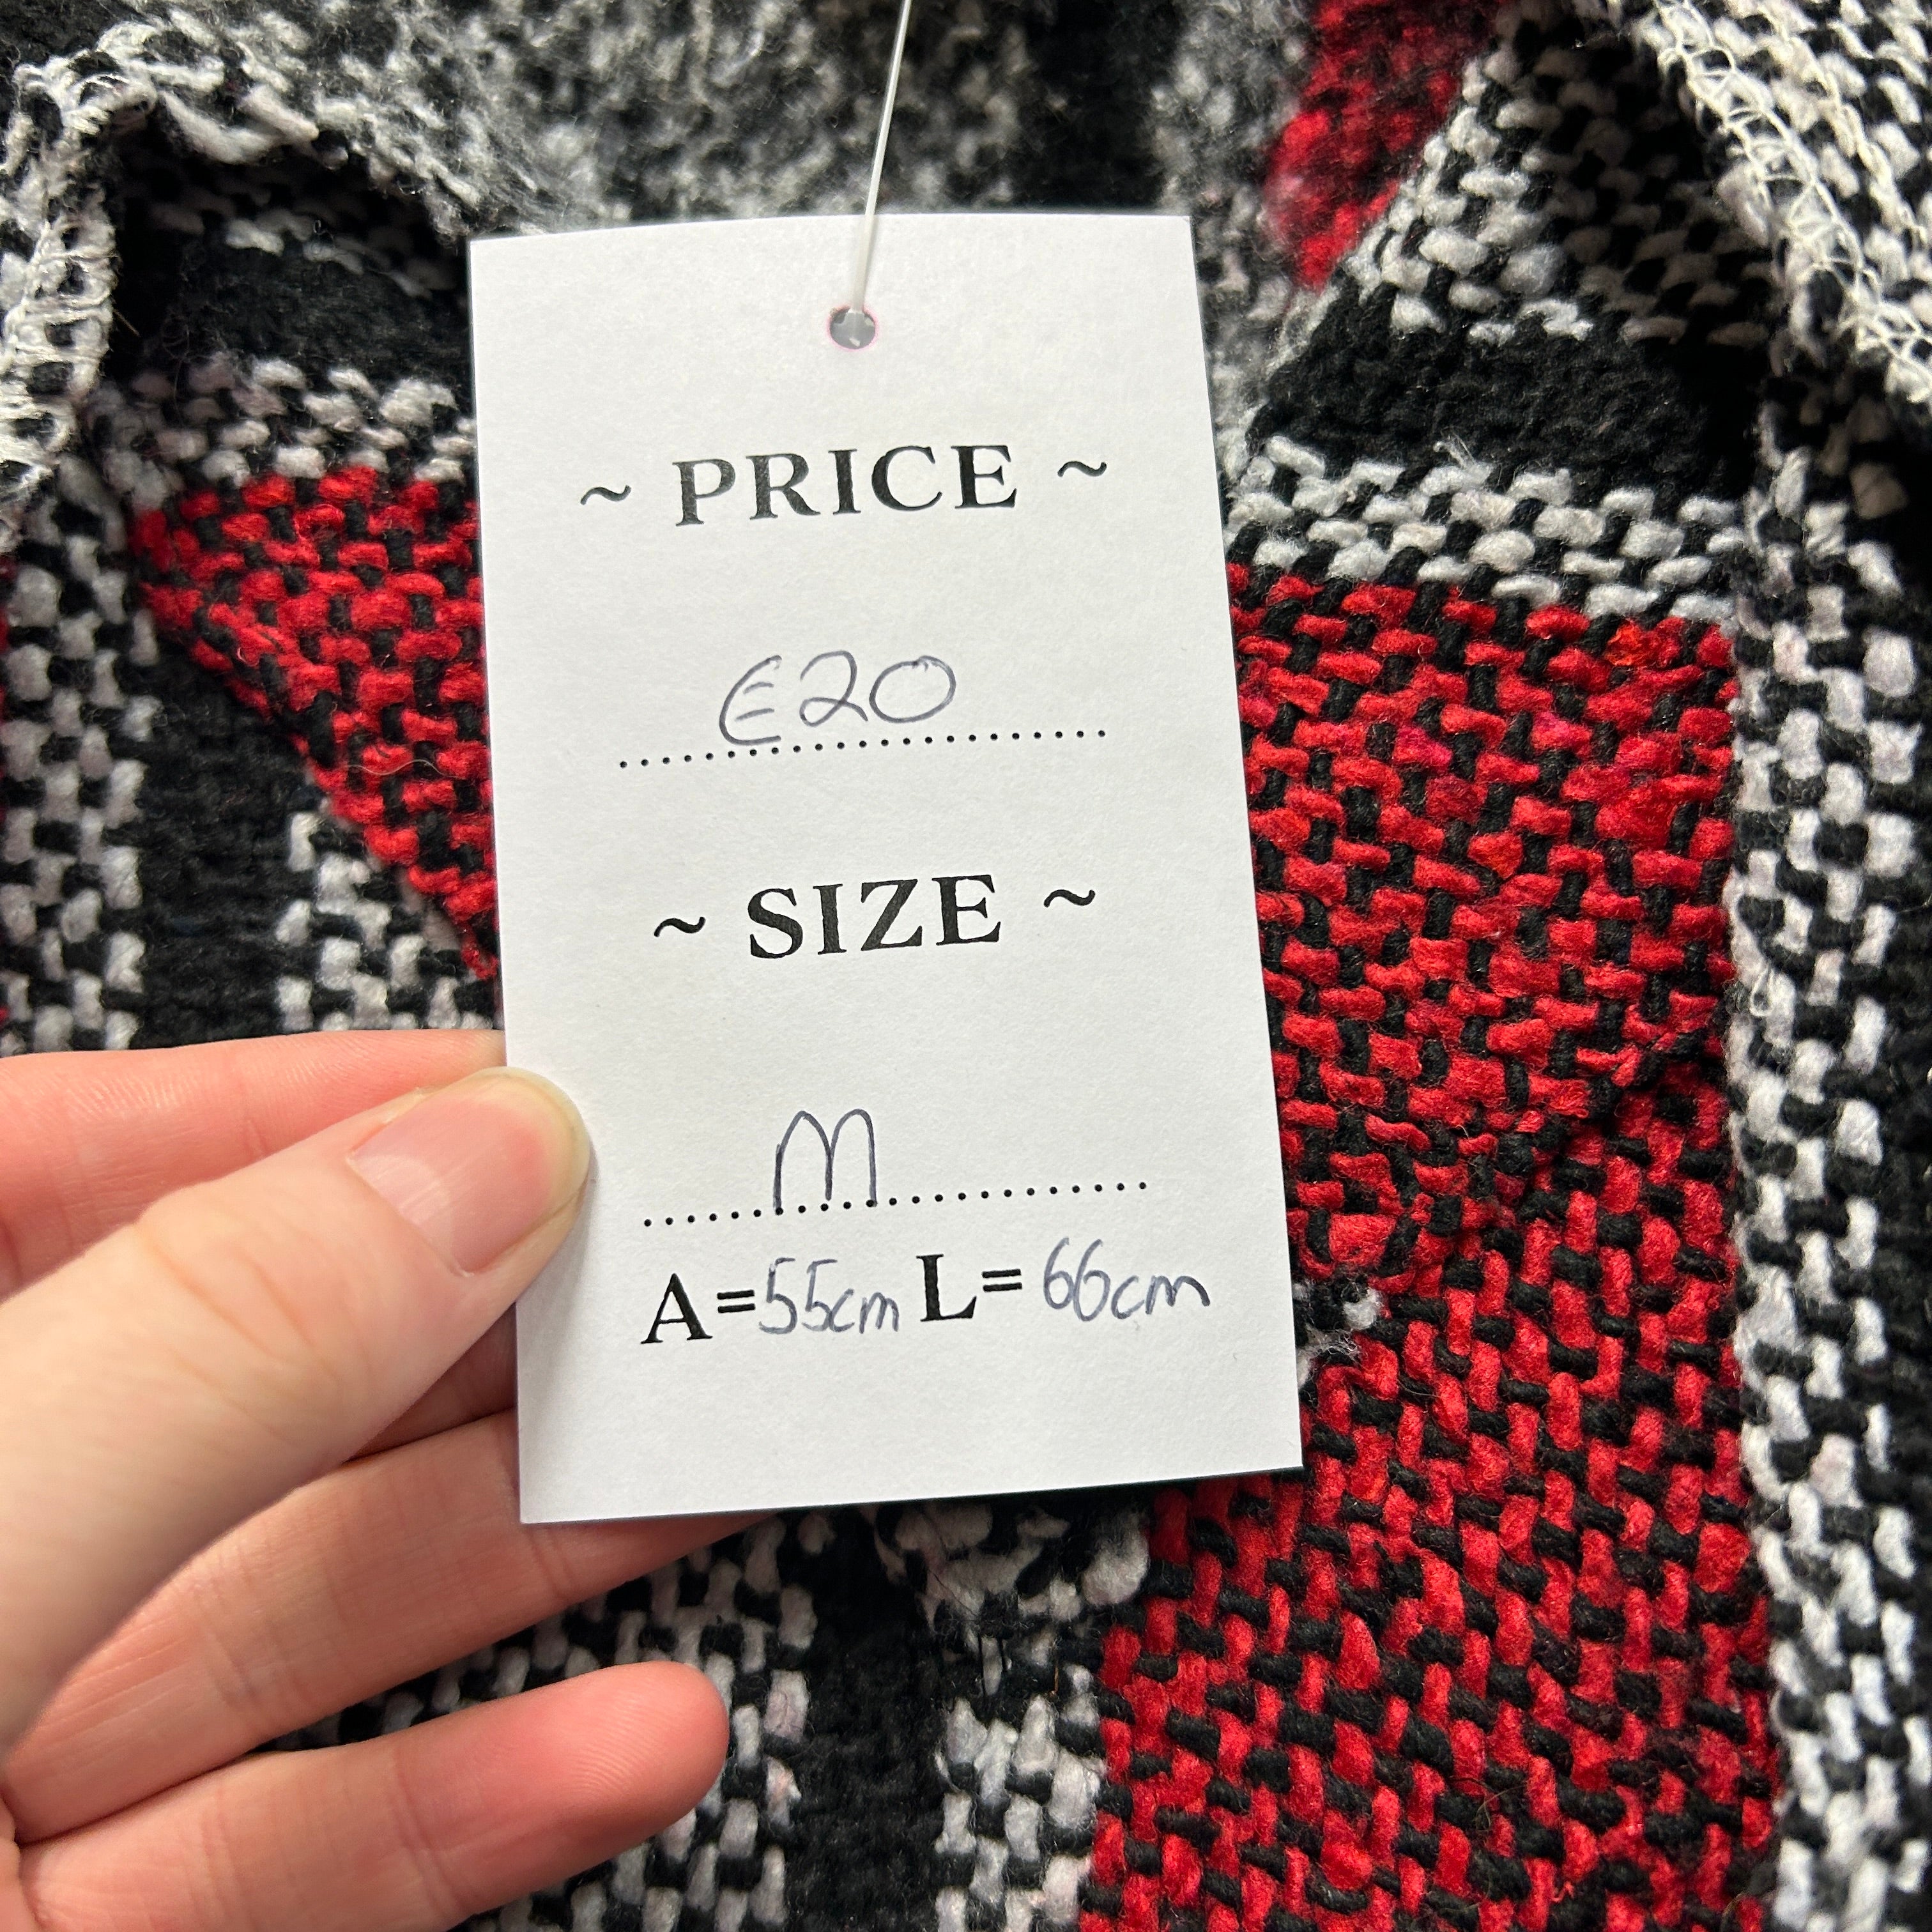 ~ PRICE ~
€20
~ SIZE ~
M
A=55cm L=66cm